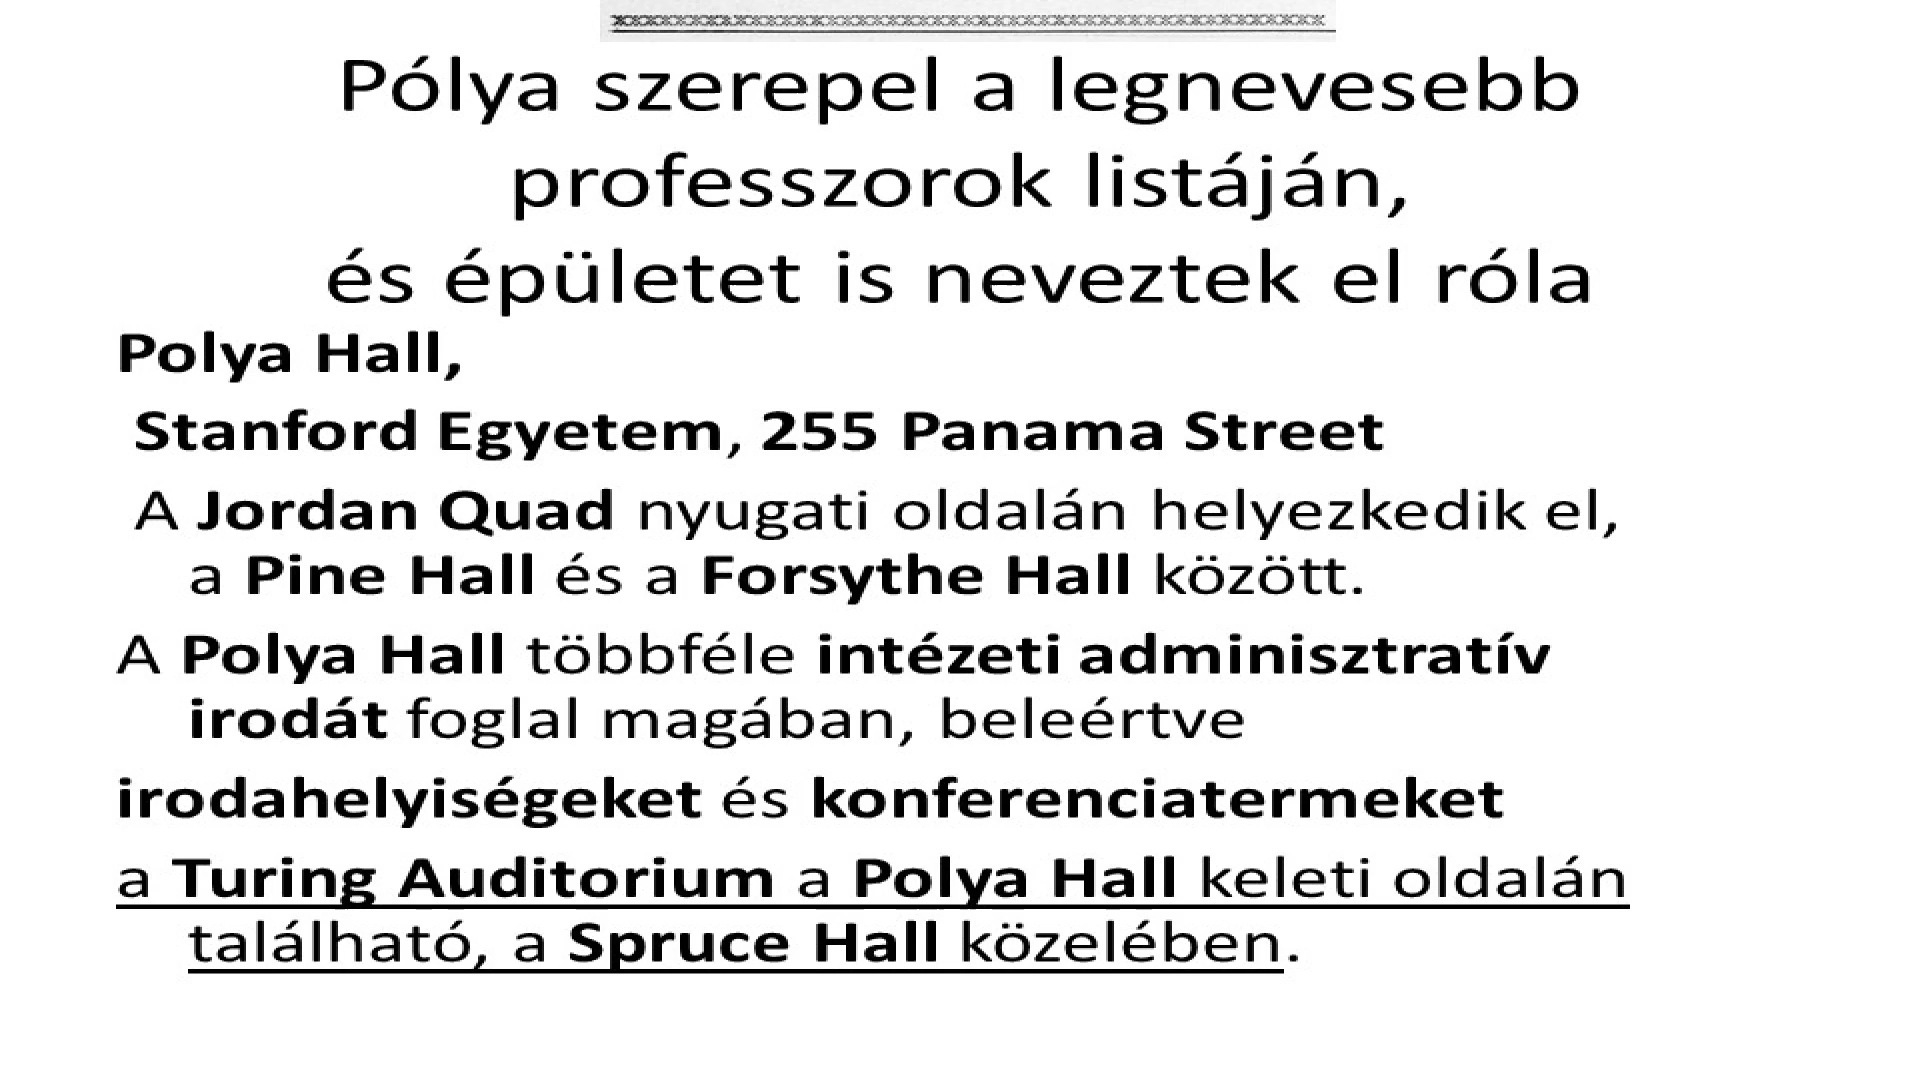 Pólya szerepel a legnevesebb
professzorok listáján,
és épületet is neveztek el róla
Polya Hall,
Stanford Egyetem, 255 Panama Street
A Jordan Quad nyugati oldalán helyezkedik el,
a Pine Hall és a Forsythe Hall között.
A Polya Hall többféle intézeti adminisztratív
irodát foglal magában, beleértve
irodahelyiségeket és konferenciatermeket
a Turing Auditorium a Polya Hall keleti oldalán
található, a Spruce Hall közelében.